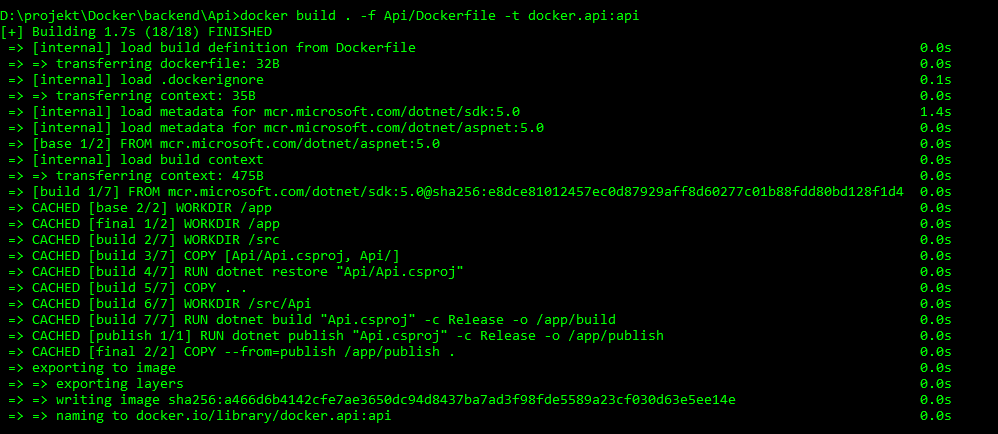 D:\projekt\Docker\backend\Api>docker build . -f Api/Dockerfile -t docker.api:api
[+] Building 1.7s (18/18) FINISHED
=> [internal] load build definition from Dockerfile 0.0s
=> => transferring dockerfile: 32B 0.0s
=> [internal] load .dockerignore 0.1s
=> => transferring context: 35B 0.0s
=> [internal] load metadata for mcr.microsoft.com/dotnet/sdk:5.0 1.4s
=> [internal] load metadata for mcr.microsoft.com/dotnet/aspnet:5.0 0.0s
=> [base 1/2] FROM mcr.microsoft.com/dotnet/aspnet:5.0 0.0s
=> [internal] load build context 0.0s
=> => transferring context: 475B 0.0s
=> [build 1/7] FROM mcr.microsoft.com/dotnet/sdk:5.0@sha256:e8dce81012457ec0d87929aff8d60277c01b88fdd80bd128f1d4 0.0s
=> CACHED [base 2/2] WORKDIR /app 0.0s
=> CACHED [final 1/2] WORKDIR /app 0.0s
=> CACHED [build 2/7] WORKDIR /src 0.0s
=> CACHED [build 3/7] COPY [Api/Api.csproj, Api/] 0.0s
=> CACHED [build 4/7] RUN dotnet restore "Api/Api.csproj" 0.0s
=> CACHED [build 5/7] COPY . . 0.0s
=> CACHED [build 6/7] WORKDIR /src/Api 0.0s
=> CACHED [build 7/7] RUN dotnet build "Api.csproj" -c Release -o /app/build 0.0s
=> CACHED [publish 1/1] RUN dotnet publish "Api.csproj" -c Release -o /app/publish 0.0s
=> CACHED [final 2/2] COPY --from=publish /app/publish . 0.0s
=> exporting to image 0.0s
=> => exporting layers 0.0s
=> => writing image sha256:a466d6b4142cfe7ae3650dc94d8437ba7ad3f98fde5589a23cf030d63e5ee14e 0.0s
=> => naming to docker.io/library/docker.api:api 0.0s